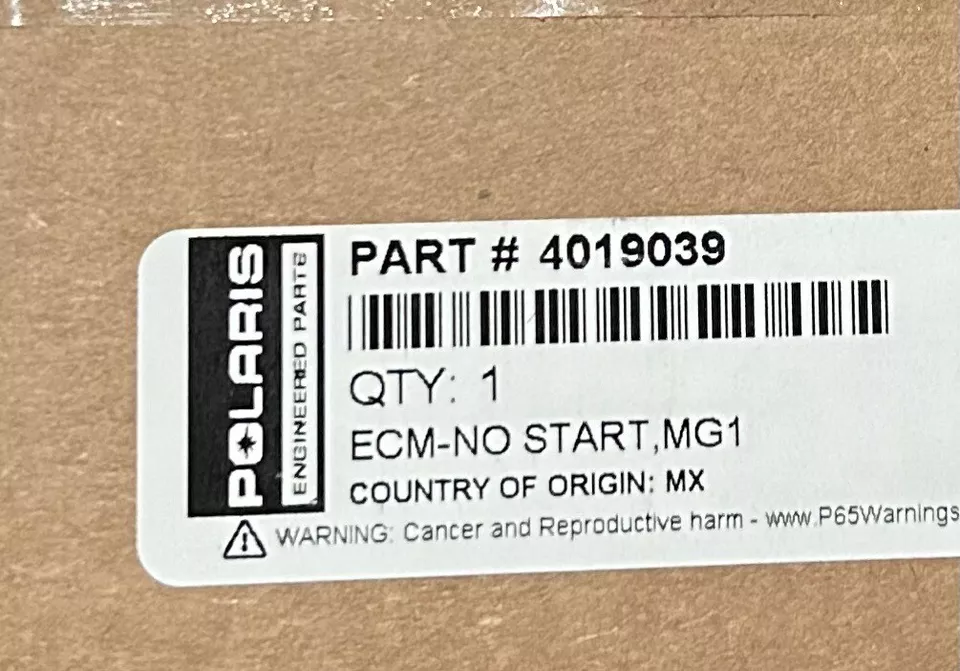 POLARIS
ENGINEERED PARTS
PART # 4019039
QTY: 1
ECM-NO START,MG1
COUNTRY OF ORIGIN: MX
WARNING: Cancer and Reproductive harm - www.P65Warnings